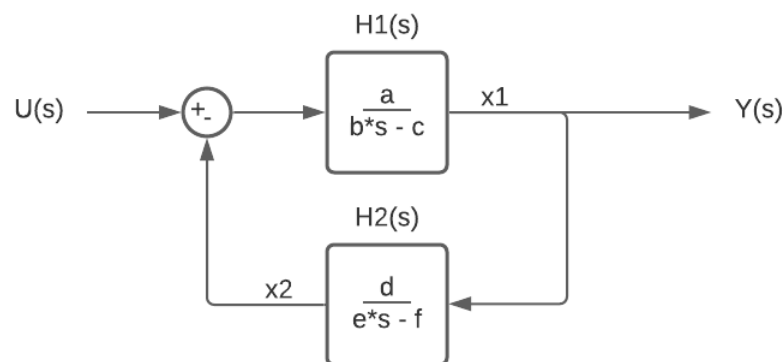 H1(s)
U(s)
+
-
a
b*s - c
x1
Y(s)
H2(s)
x2
d
e*s - f